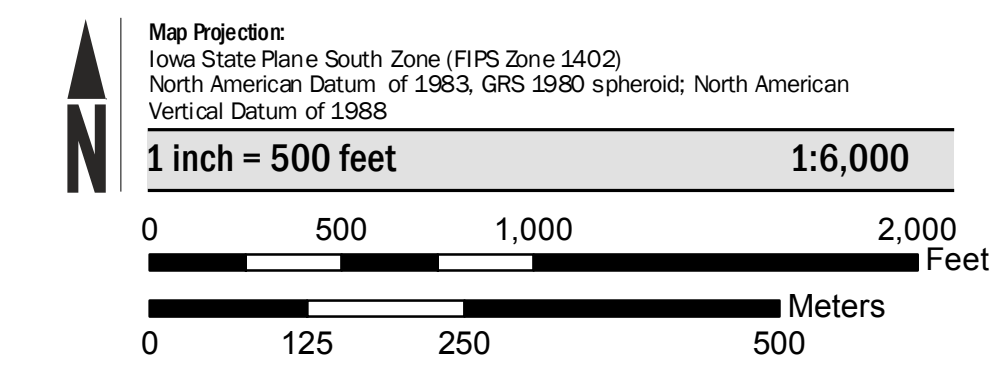 N
Map Projection:
Iowa State Plane South Zone (FIPS Zone 1402)
North American Datum of 1983, GRS 1980 spheroid; North American
Vertical Datum of 1988
1 inch = 500 feet 1:6,000
0 500 1,000 2,000
Feet
Meters
0 125 250 500